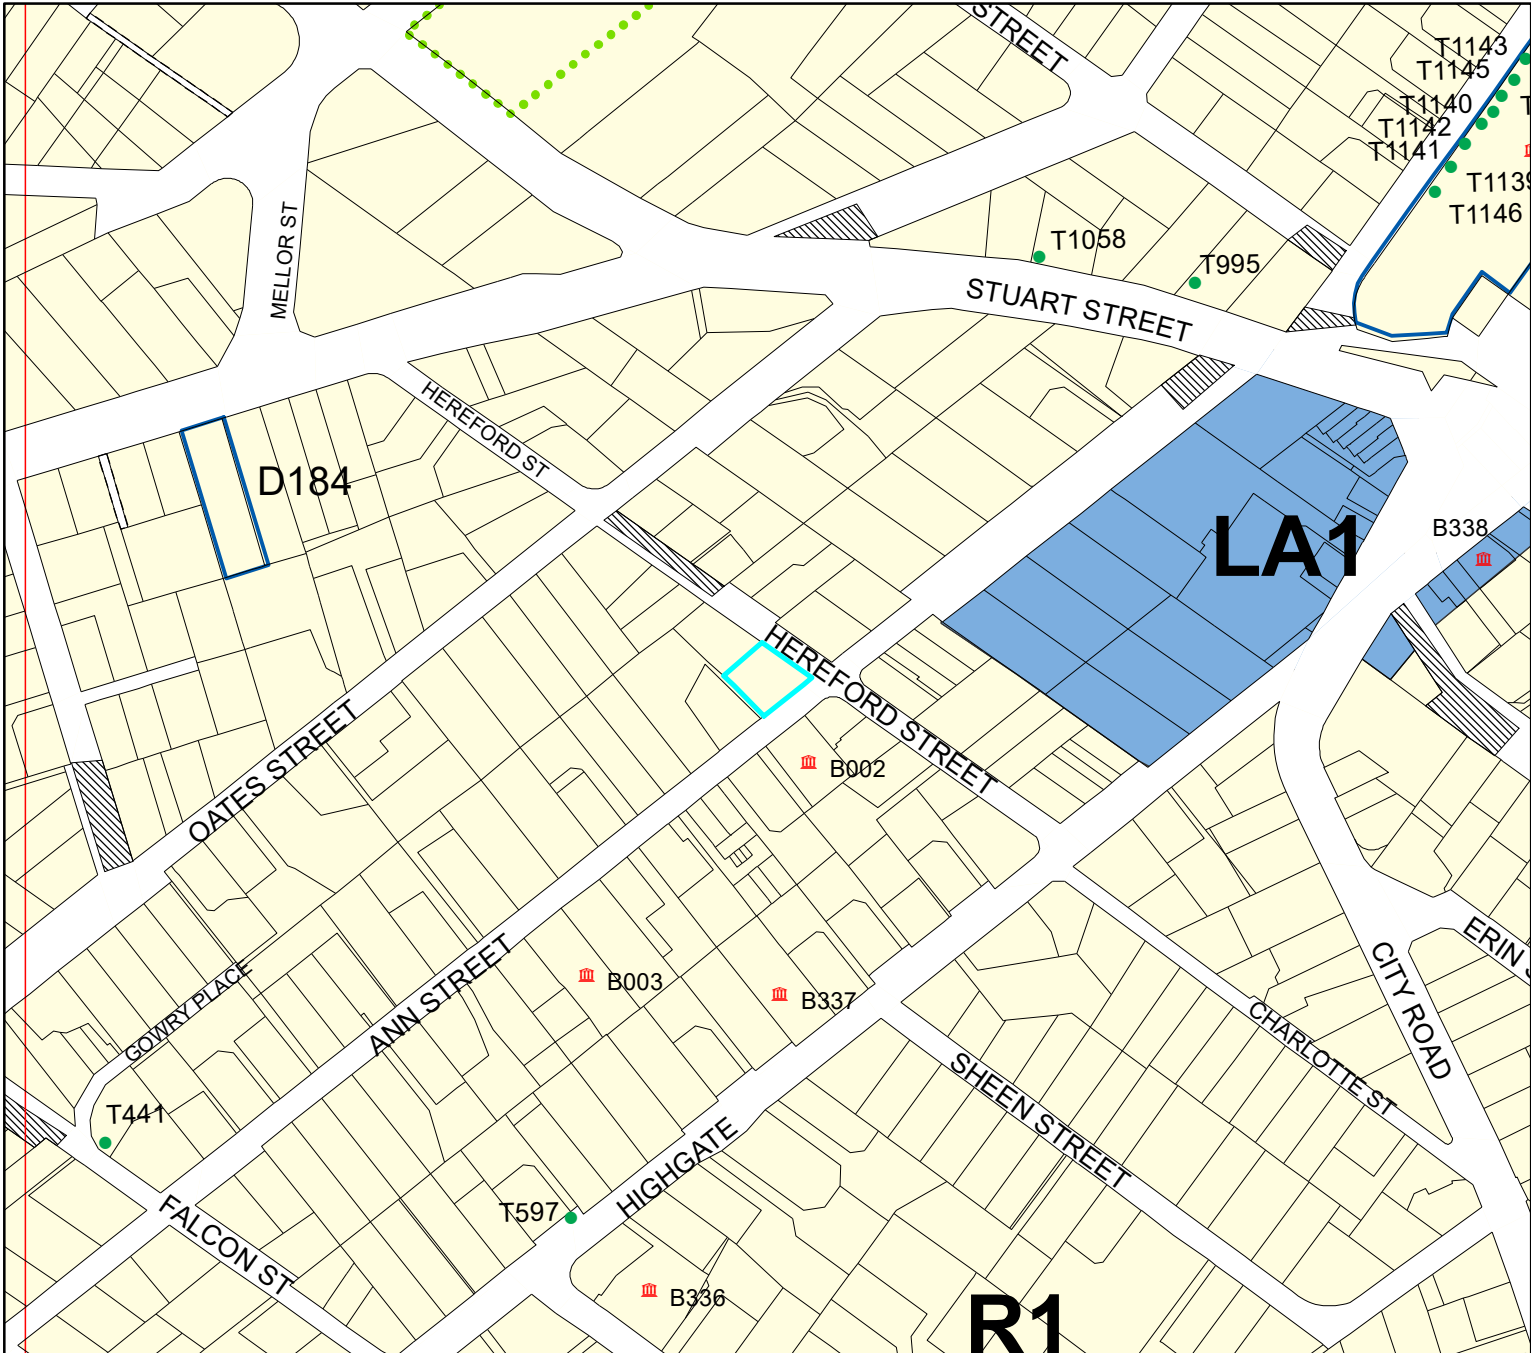 STREET
T1143
T1145
T1140
T
T1142
T1141
T1139
T1146
MELLOR ST
T1058
T995
STUART STREET
HEREFORD ST
D184
LA1
B338
HEREFORD STREET
OATES STREET
B002
ERIN S
CITY ROAD
GOWRY PLACE
ANN STREET
B003
B337
CHARLOTTE ST
SHEEN STREET
T441
HIGHGATE
T597
FALCON ST
B336
R1